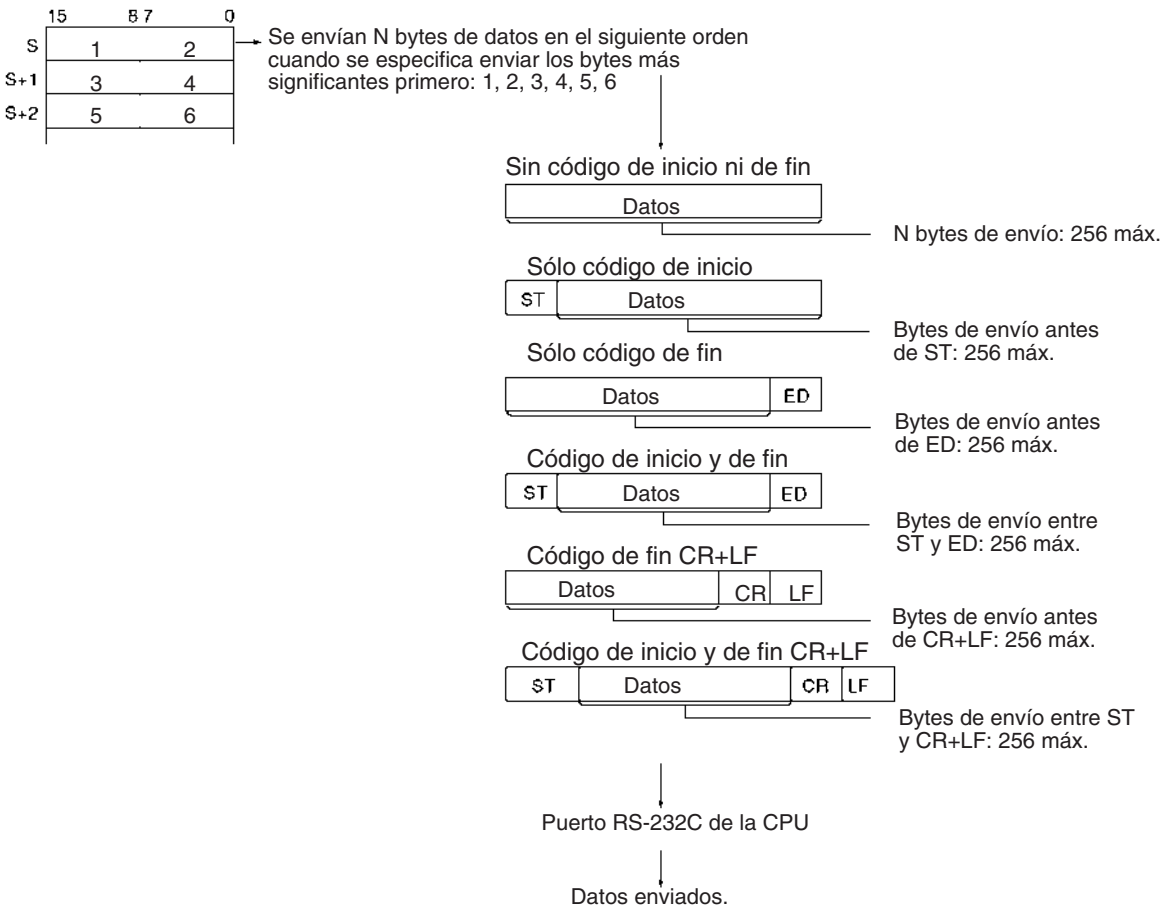 15 8 7 0
S 1 2
S+1 3 4
S+2 5 6
Se envían N bytes de datos en el siguiente orden
cuando se especifica enviar los bytes más
significantes primero: 1, 2, 3, 4, 5, 6
Sin código de inicio ni de fin
Datos
N bytes de envío: 256 máx.
Sólo código de inicio
ST Datos
Bytes de envío antes
de ST: 256 máx.
Sólo código de fin
Datos ED
Bytes de envío antes
de ED: 256 máx.
Código de inicio y de fin
ST Datos ED
Bytes de envío entre
ST y ED: 256 máx.
Código de fin CR+LF
Datos CR LF
Bytes de envío antes
de CR+LF: 256 máx.
Código de inicio y de fin CR+LF
ST Datos CR LF
Bytes de envío entre ST
y CR+LF: 256 máx.
Puerto RS-232C de la CPU
Datos enviados.